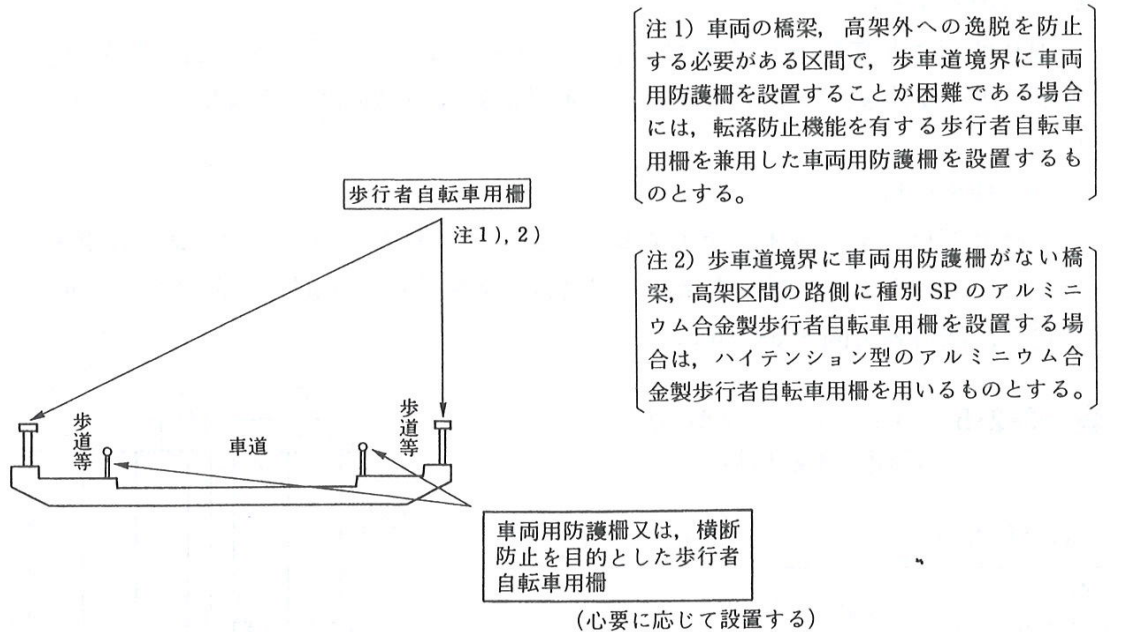 注1）車両の橋梁，高架外への逸脱を防止
する必要がある区間で，歩車道境界に車両
用防護柵を設置することが困難である場合
には，転落防止機能を有する歩行者自転車
用柵を兼用した車両用防護柵を設置するも
のとする。
歩行者自転車用柵
注1），2）
注2）歩車道境界に車両用防護柵がない橋
梁，高架区間の路側に種別 SP のアルミニ
ウム合金製歩行者自転車用柵を設置する場
合は，ハイテンション型のアルミニウム合
金製歩行者自転車用柵を用いるものとする。
歩道等
車道
歩道等
車両用防護柵又は，横断
防止を目的とした歩行者
自転車用柵
（心要に応じて設置する）